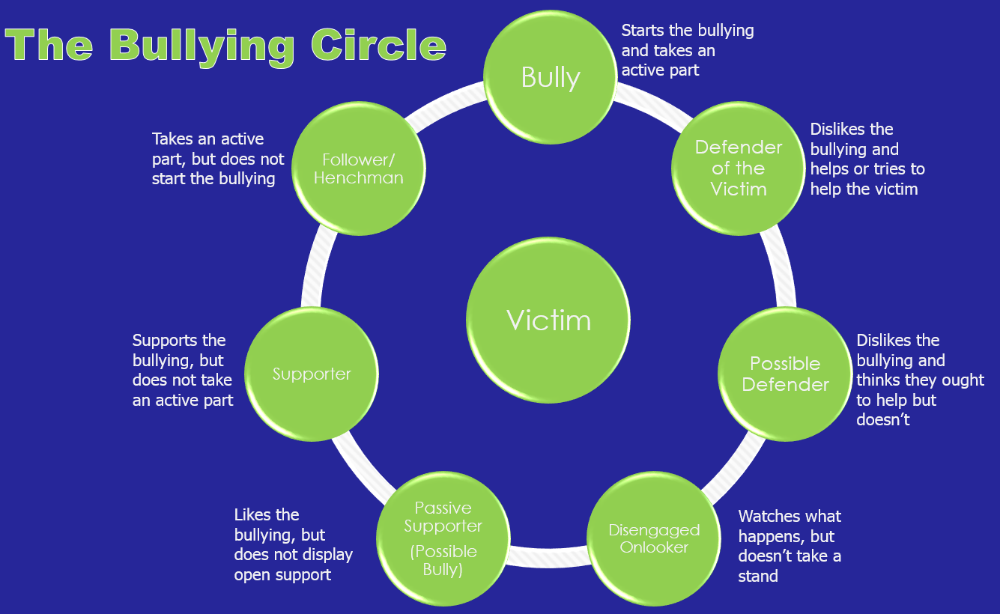 The Bullying Circle
Bully
Starts the bullying
and takes an
active part
Defender
of the
Victim
Dislikes the
bullying and
helps or tries to
help the victim
Possible
Defender
Dislikes the
bullying and
thinks they ought
to help but
doesn’t
Disengaged
Onlooker
Watches what
happens, but
doesn’t take a
stand
Passive
Supporter
(Possible
Bully)
Likes the
bullying, but
does not display
open support
Supporter
Supports the
bullying, but
does not take
an active part
Follower/
Henchman
Takes an active
part, but does not
start the bullying
Victim